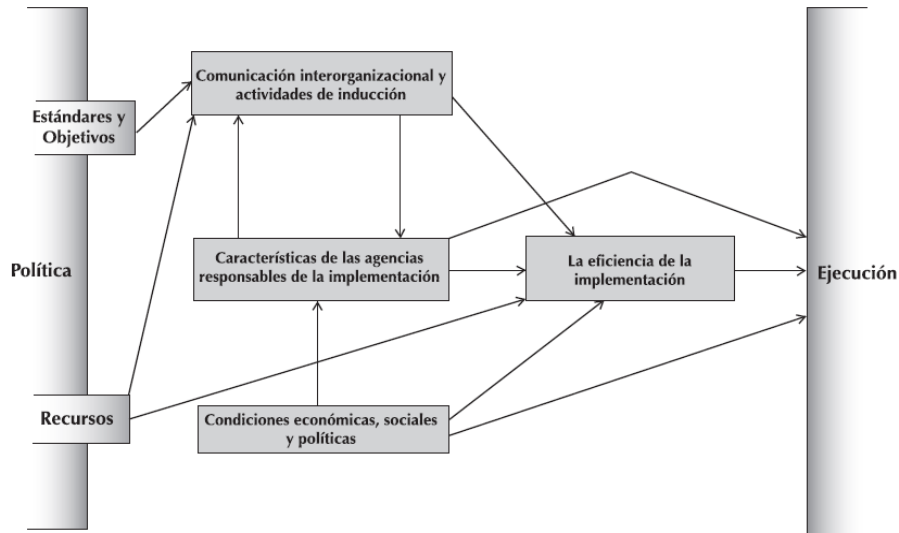 Comunicación interorganizacional y
actividades de inducción
Estándares y
Objetivos
Política
Características de las agencias
responsables de la implementación
La eficiencia de la
implementación
Ejecución
Recursos
Condiciones económicas, sociales
y políticas